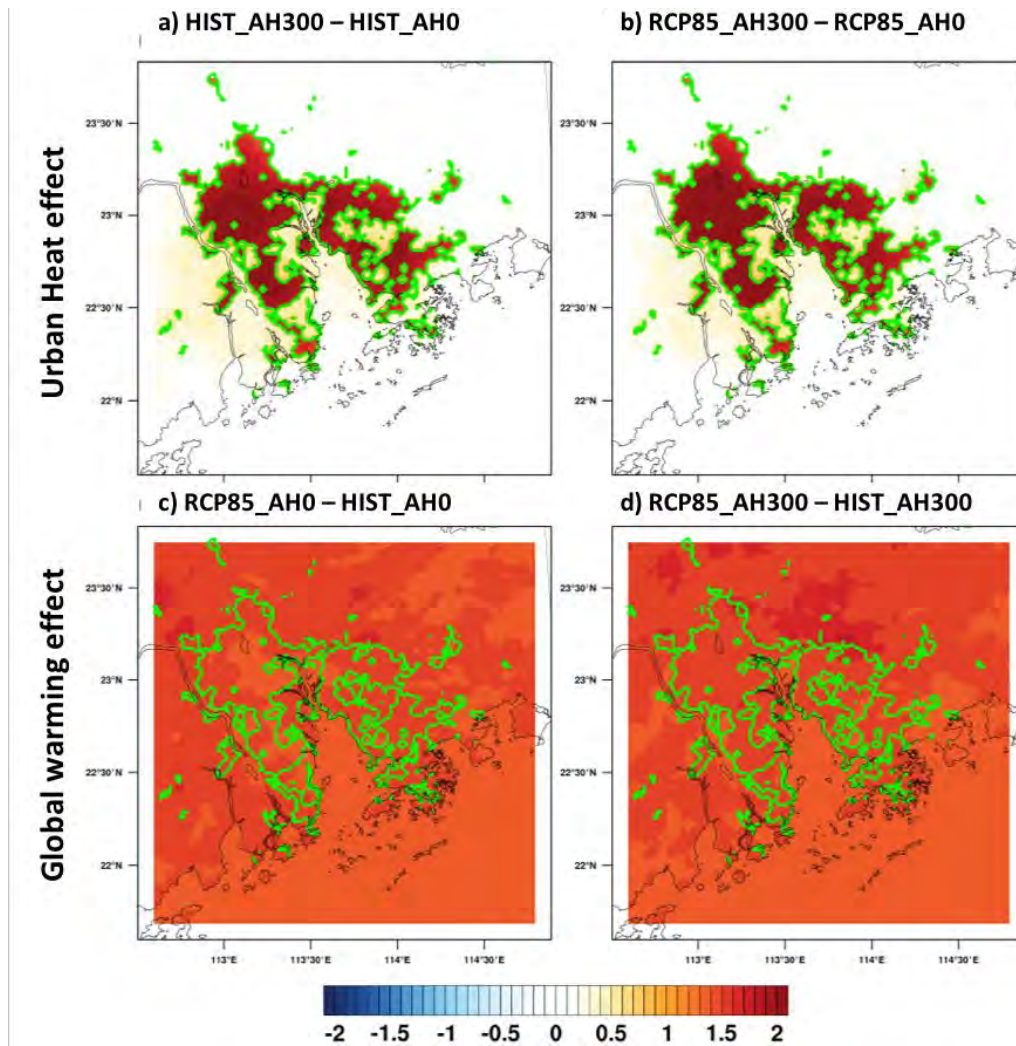 a) HIST_AH300 – HIST_AH0
b) RCP85_AH300 – RCP85_AH0
Urban Heat effect
23°30'N
23°N
22°30'N
22°N
23°30'N
23°N
22°30'N
22°N
c) RCP85_AH0 – HIST_AH0
d) RCP85_AH300 – HIST_AH300
Global warming effect
23°30'N
23°N
22°30'N
22°N
23°30'N
23°N
22°30'N
22°N
113°E 113°30'E 114°E 114°30'E
113°E 113°30'E 114°E 114°30'E
-2 -1.5 -1 -0.5 0 0.5 1 1.5 2